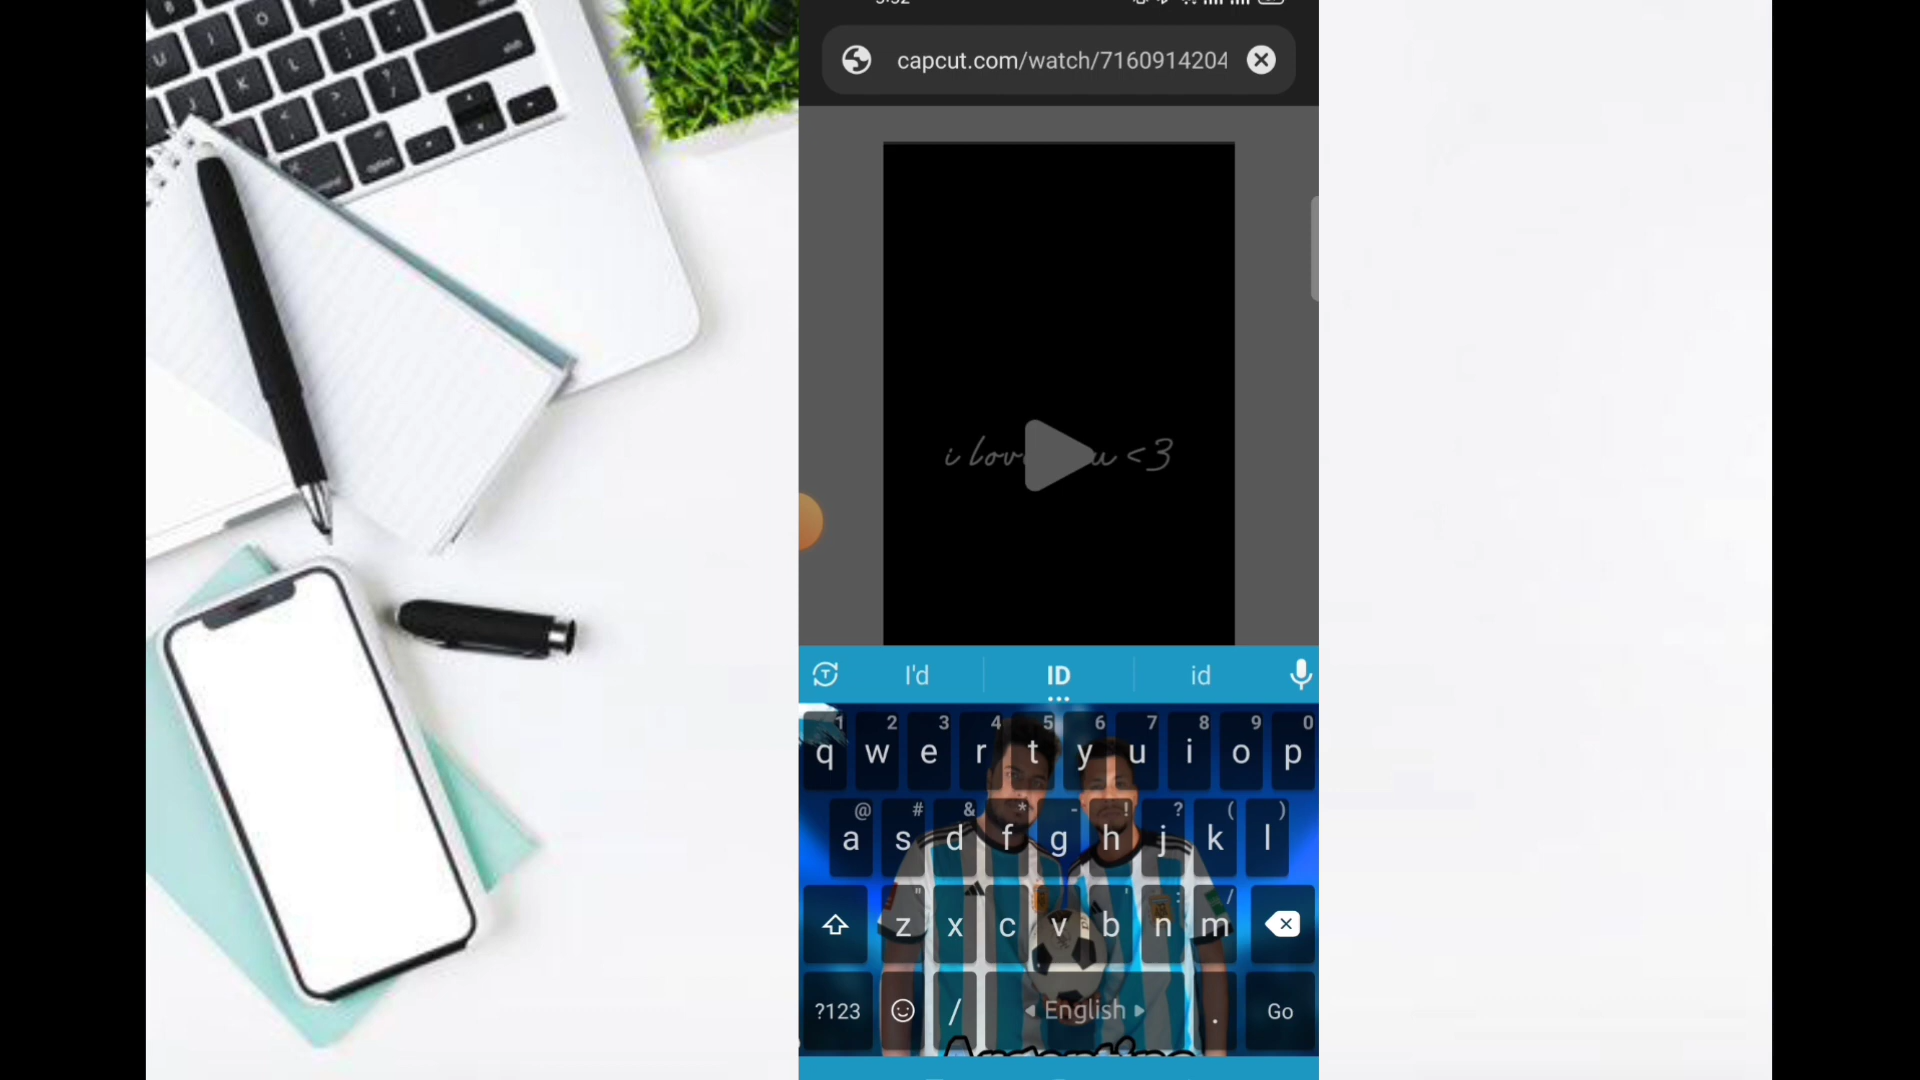 capcut.com/watch/7160914204
i lov u <3
I'd ID id
1 2 3 4 5 6 7 8 9 0
q w e r t y u i o p
@ # & * - ! ? ( )
a s d f g h j k l
" ' : /
z x c v b n m
?123 / English . Go